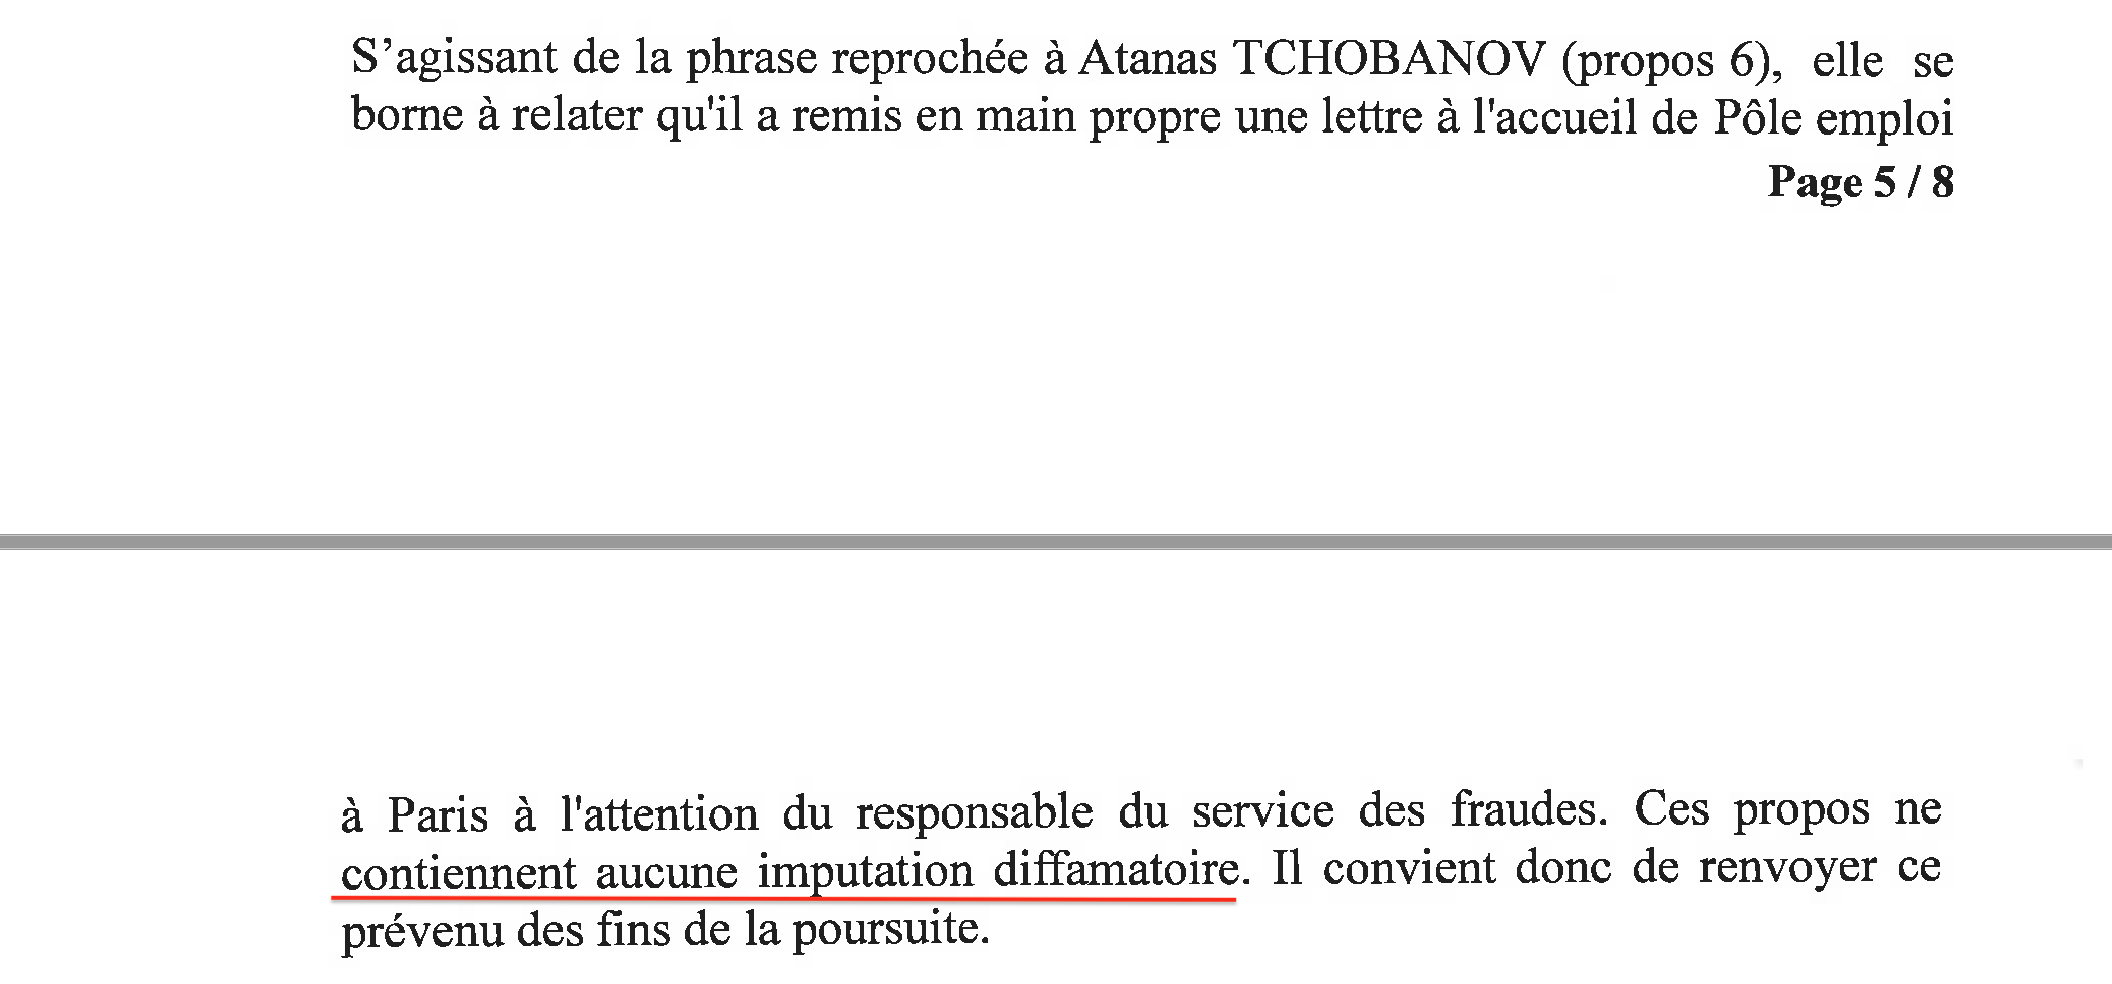 S’agissant de la phrase reprochée à Atanas TCHOBANOV (propos 6), elle se
borne à relater qu'il a remis en main propre une lettre à l'accueil de Pôle emploi
Page 5 / 8
à Paris à l'attention du responsable du service des fraudes. Ces propos ne
contiennent aucune imputation diffamatoire. Il convient donc de renvoyer ce
prévenu des fins de la poursuite.